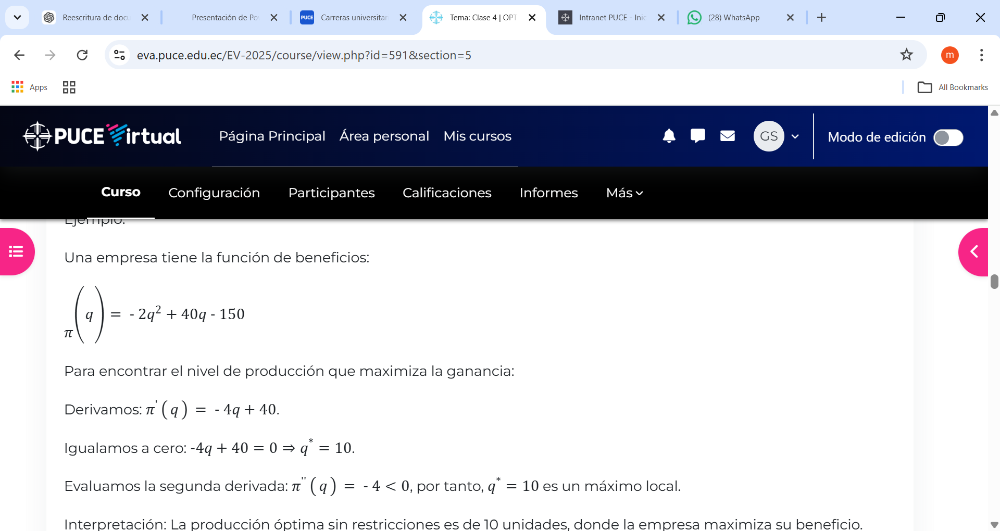 Reescritura de docu
Presentación de Po
PUCE Carreras universitar
Tema: Clase 4 | OPT
Intranet PUCE - Inic
(28) WhatsApp
eva.puce.edu.ec/EV-2025/course/view.php?id=591&section=5
m
Apps
All Bookmarks
PUCE Virtual
Página Principal
Área personal
Mis cursos
GS
Modo de edición
Curso
Configuración
Participantes
Calificaciones
Informes
Más
Ejemplo:
Una empresa tiene la función de beneficios:
π(q) = - 2q² + 40q - 150
Para encontrar el nivel de producción que maximiza la ganancia:
Derivamos: π'(q) = - 4q + 40.
Igualamos a cero: -4q + 40 = 0 ⇒ q* = 10.
Evaluamos la segunda derivada: π''(q) = - 4 < 0, por tanto, q* = 10 es un máximo local.
Interpretación: La producción óptima sin restricciones es de 10 unidades, donde la empresa maximiza su beneficio.